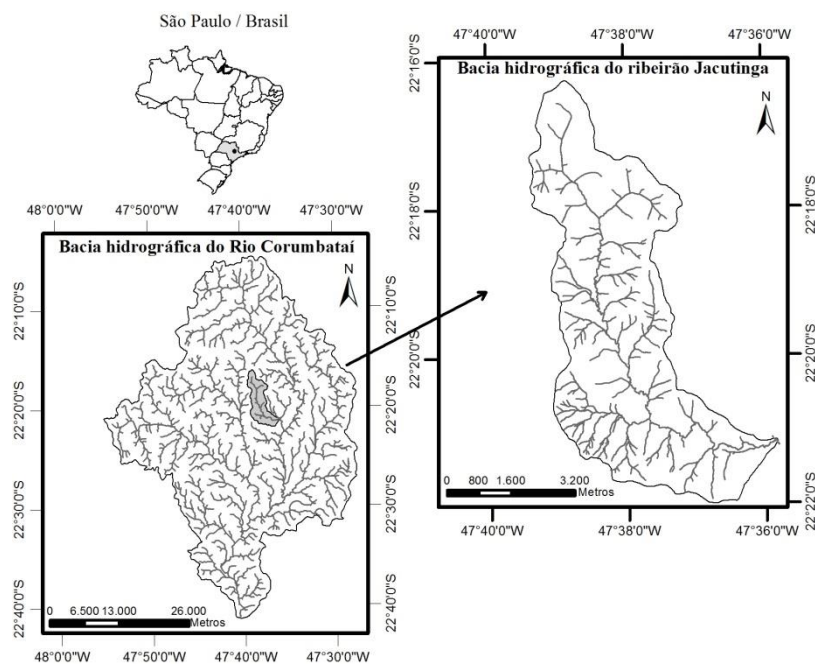 São Paulo / Brasil
48°0'0"W 47°50'0"W 47°40'0"W 47°30'0"W
Bacia hidrográfica do Rio Corumbataí
N
22°10'0"S
22°20'0"S
22°30'0"S
22°40'0"S
22°10'0"S
22°20'0"S
22°30'0"S
22°40'0"S
0 6.500 13.000 26.000
Metros
48°0'0"W 47°50'0"W 47°40'0"W 47°30'0"W
47°40'0"W 47°38'0"W 47°36'0"W
Bacia hidrográfica do ribeirão Jacutinga
N
22°16'0"S
22°18'0"S
22°20'0"S
22°18'0"S
22°20'0"S
22°22'0"S
0 800 1.600 3.200
Metros
47°40'0"W 47°38'0"W 47°36'0"W